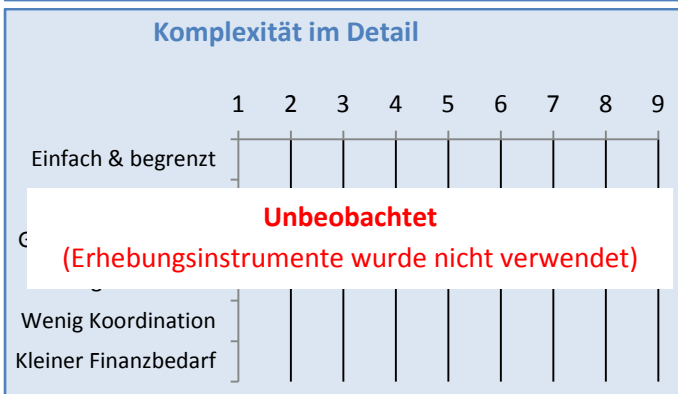 Komplexität im Detail
1 2 3 4 5 6 7 8 9
Einfach & begrenzt
Unbeobachtet
(Erhebungsinstrumente wurde nicht verwendet)
Wenig Koordination
Kleiner Finanzbedarf